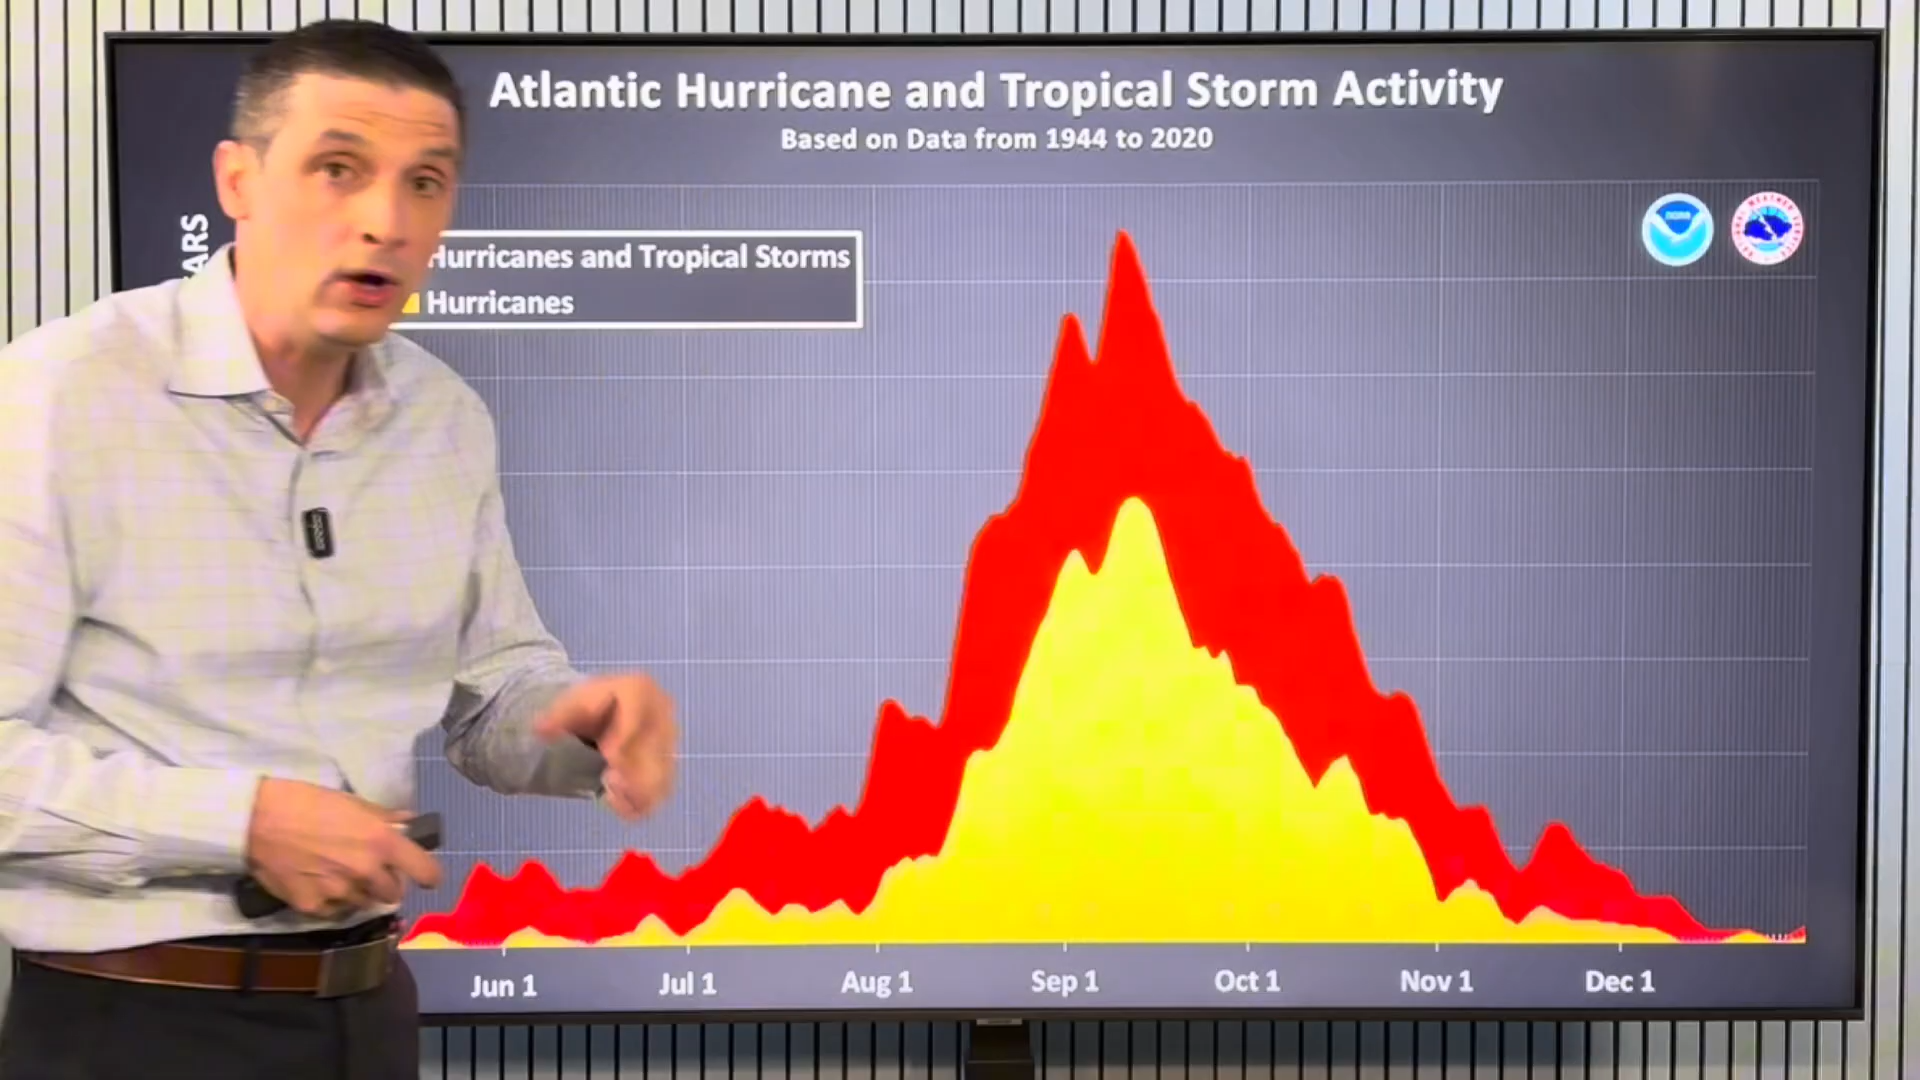 Atlantic Hurricane and Tropical Storm Activity
Based on Data from 1944 to 2020
Hurricanes and Tropical Storms
Hurricanes
Jun 1
Jul 1
Aug 1
Sep 1
Oct 1
Nov 1
Dec 1